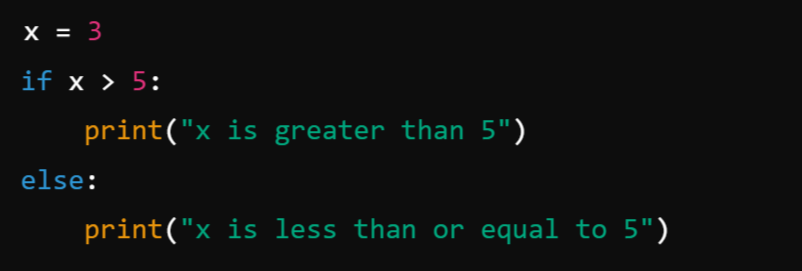 x = 3
if x > 5:
    print("x is greater than 5")
else:
    print("x is less than or equal to 5")